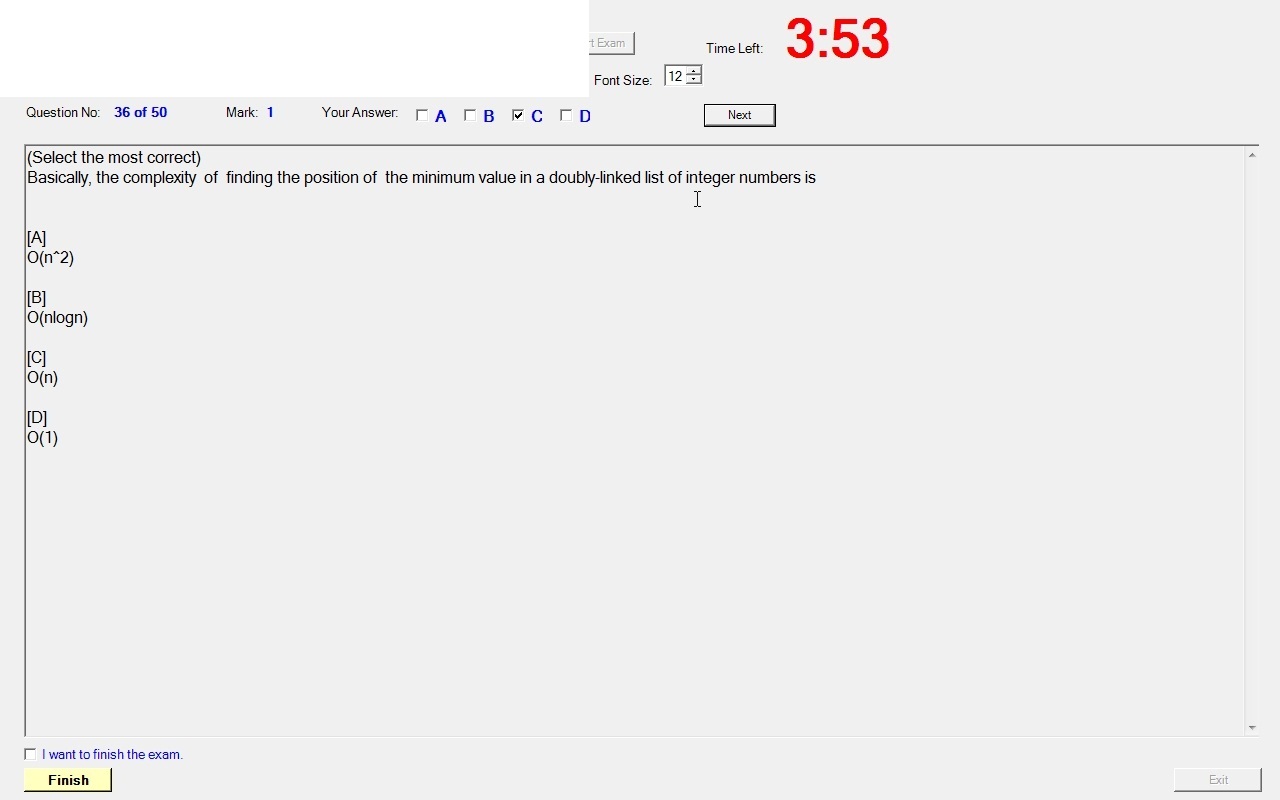 t Exam
Time Left:
3:53
Font Size:
12
Question No:
36 of 50
Mark:
1
Your Answer:
A
B
C
D
Next
(Select the most correct)
Basically, the complexity of finding the position of the minimum value in a doubly-linked list of integer numbers is
[A]
O(n^2)
[B]
O(nlogn)
[C]
O(n)
[D]
O(1)
I want to finish the exam.
Finish
Exit